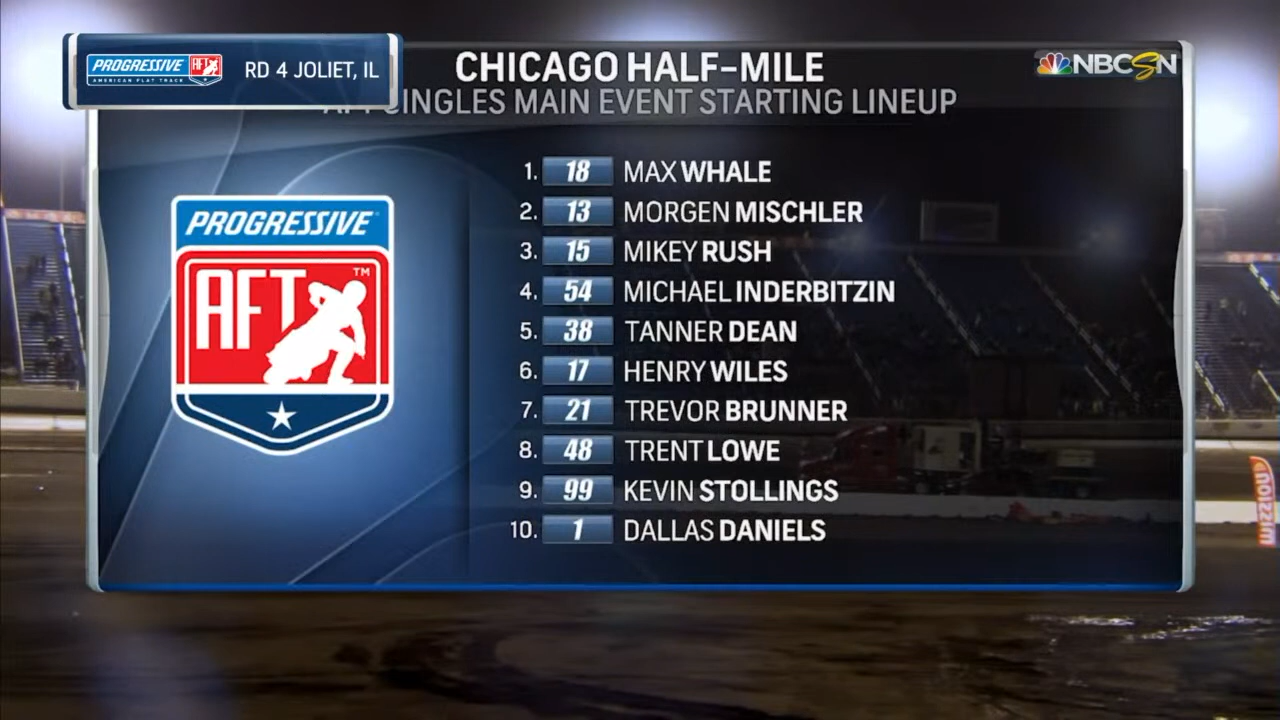 PROGRESSIVE AFT
AMERICAN FLAT TRACK
RD 4 JOLIET, IL
CHICAGO HALF-MILE
SINGLES MAIN EVENT STARTING LINEUP
NBCSN
PROGRESSIVE
AFT™
1. 18 MAX WHALE
2. 13 MORGEN MISCHLER
3. 15 MIKEY RUSH
4. 54 MICHAEL INDERBITZIN
5. 38 TANNER DEAN
6. 17 HENRY WILES
7. 21 TREVOR BRUNNER
8. 48 TRENT LOWE
9. 99 KEVIN STOLLINGS
10. 1 DALLAS DANIELS